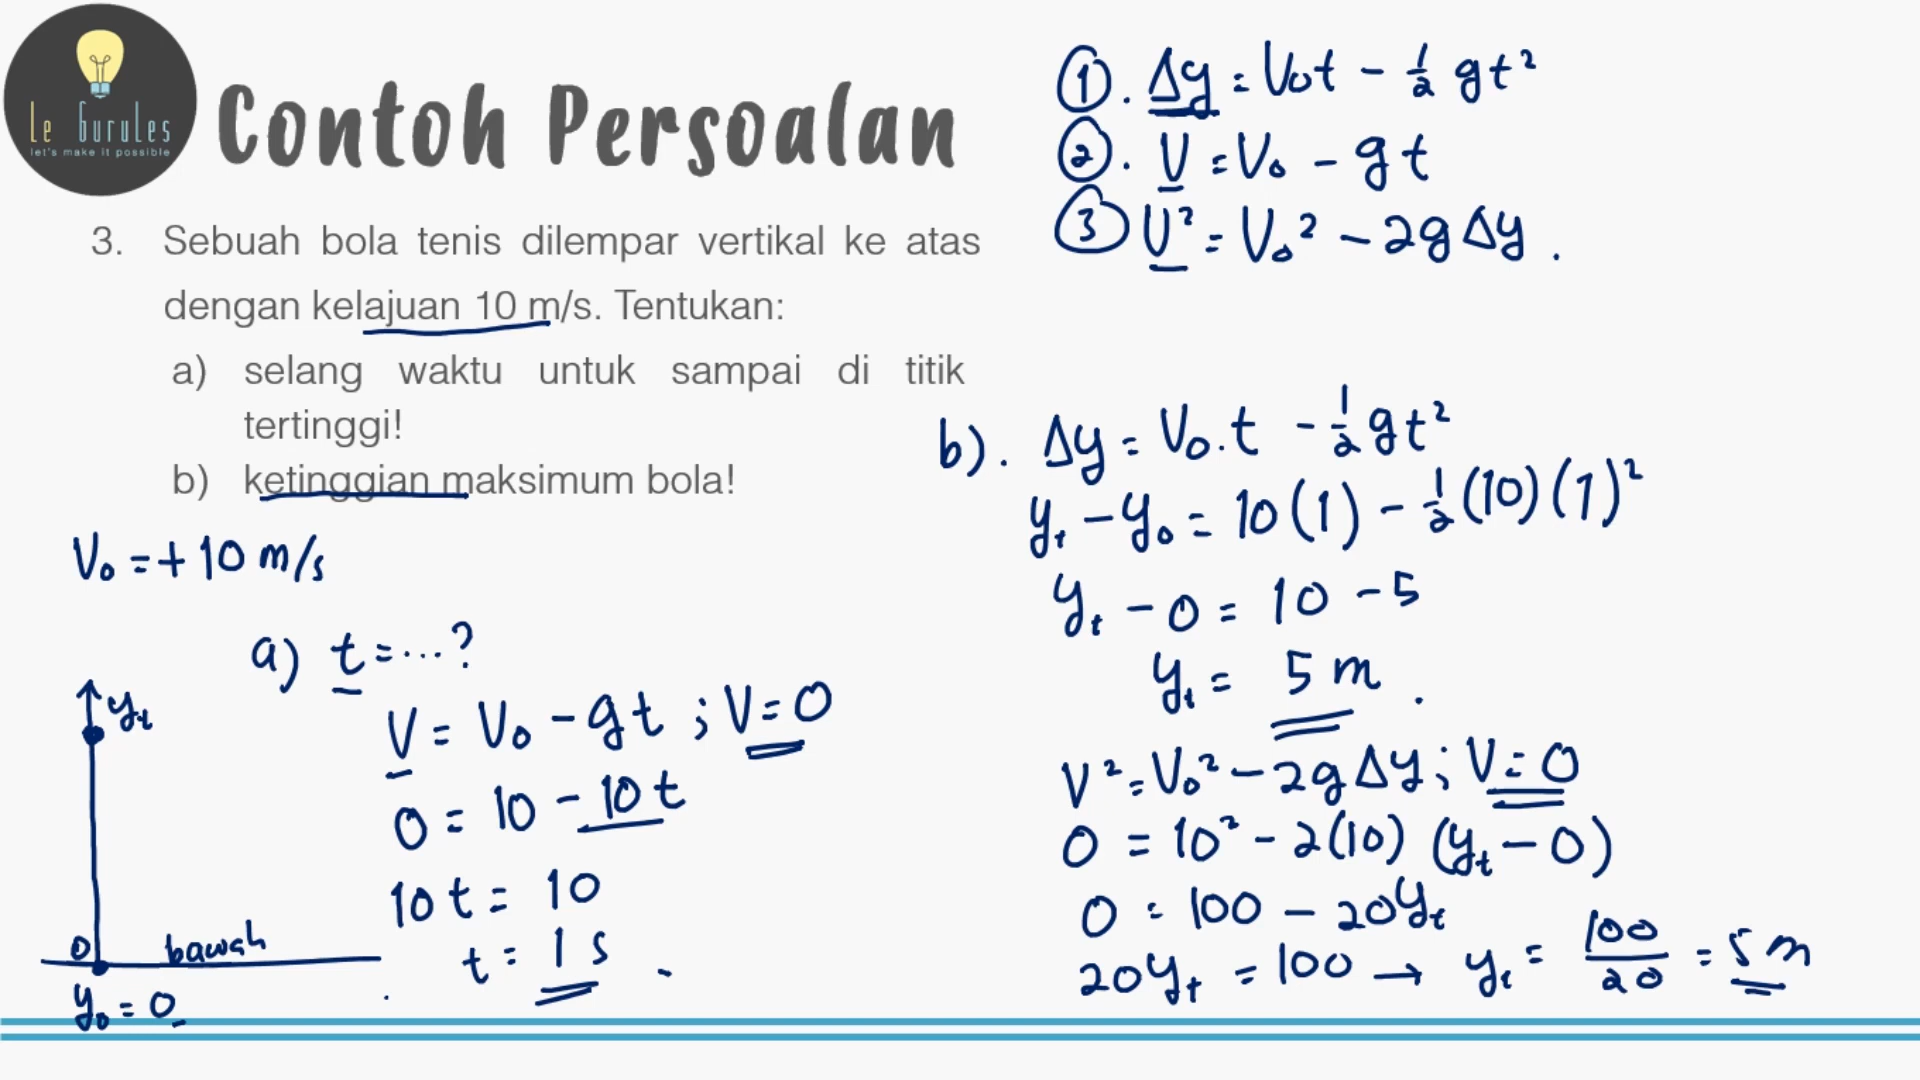 Le Gurules
let's make it possible
Contoh Persoalan
3. Sebuah bola tenis dilempar vertikal ke atas
dengan kelajuan 10 m/s. Tentukan:
a) selang waktu untuk sampai di titik
tertinggi!
b) ketinggian maksimum bola!
V₀ = +10 m/s
a) t = ...?
V = V₀ - gt ; V = 0
0 = 10 - 10t
10t = 10
t = 1 s
yₜ
0 bawah
y₀ = 0
①. Δy = V₀t - ½ gt²
②. V = V₀ - gt
③ V² = V₀² - 2gΔy.
b). Δy = V₀.t - ½gt²
yₜ - y₀ = 10(1) - ½(10)(1)²
yₜ - 0 = 10 - 5
yₜ = 5 m.
V² = V₀² - 2gΔy ; V = 0
0 = 10² - 2(10) (yₜ - 0)
0 = 100 - 20yₜ
20yₜ = 100 → yₜ = 100/20 = 5 m